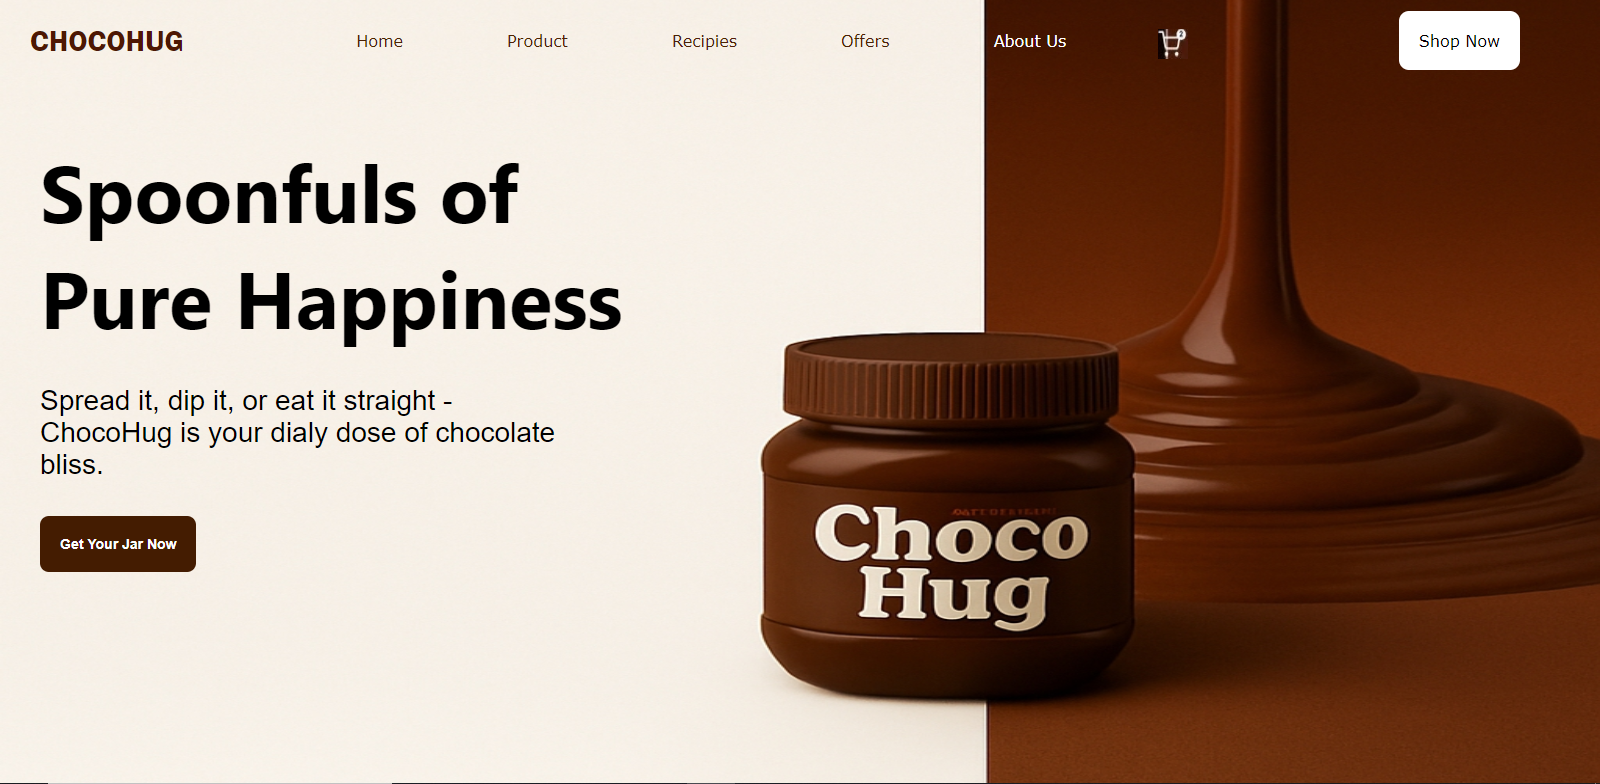 CHOCOHUG
Home Product Recipies Offers About Us 2 Shop Now
Spoonfuls of
Pure Happiness
Spread it, dip it, or eat it straight -
ChocoHug is your dialy dose of chocolate
bliss.
Get Your Jar Now
Choco
Hug